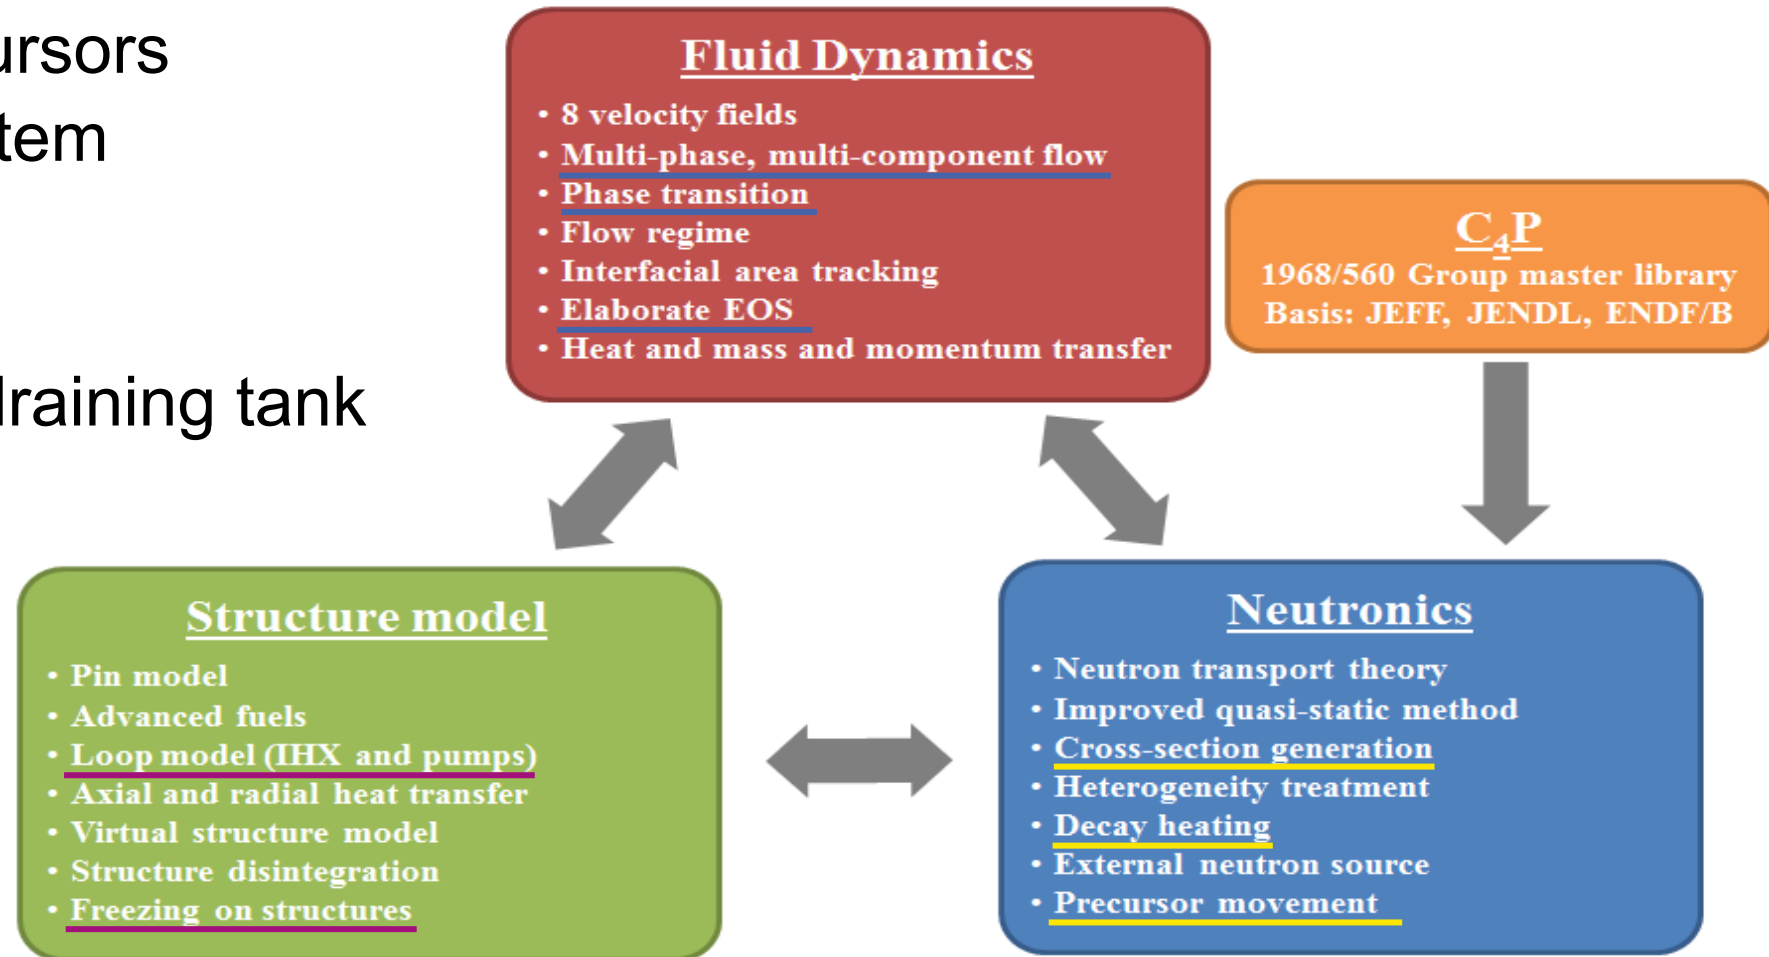 ursors
tem
draining tank
Fluid Dynamics
• 8 velocity fields
• Multi-phase, multi-component flow
• Phase transition
• Flow regime
• Interfacial area tracking
• Elaborate EOS
• Heat and mass and momentum transfer
C₄P
1968/560 Group master library
Basis: JEFF, JENDL, ENDF/B
Structure model
• Pin model
• Advanced fuels
• Loop model (IHX and pumps)
• Axial and radial heat transfer
• Virtual structure model
• Structure disintegration
• Freezing on structures
Neutronics
• Neutron transport theory
• Improved quasi-static method
• Cross-section generation
• Heterogeneity treatment
• Decay heating
• External neutron source
• Precursor movement